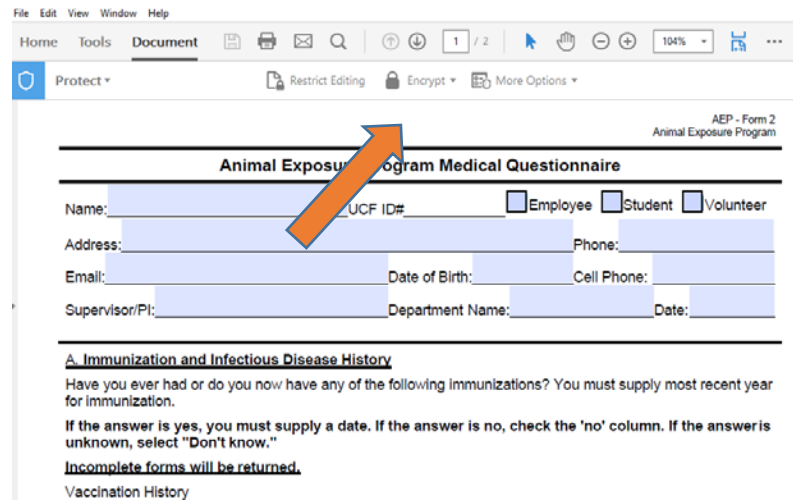 File Edit View Window Help
Home Tools Document 1 / 2 104%
Protect Restrict Editing Encrypt More Options
AEP - Form 2
Animal Exposure Program
Animal Exposure Program Medical Questionnaire
Name: UCF ID# Employee Student Volunteer
Address: Phone:
Email: Date of Birth: Cell Phone:
Supervisor/PI: Department Name: Date:
A. Immunization and Infectious Disease History
Have you ever had or do you now have any of the following immunizations? You must supply most recent year
for immunization.
If the answer is yes, you must supply a date. If the answer is no, check the 'no' column. If the answer is
unknown, select "Don't know."
Incomplete forms will be returned.
Vaccination History